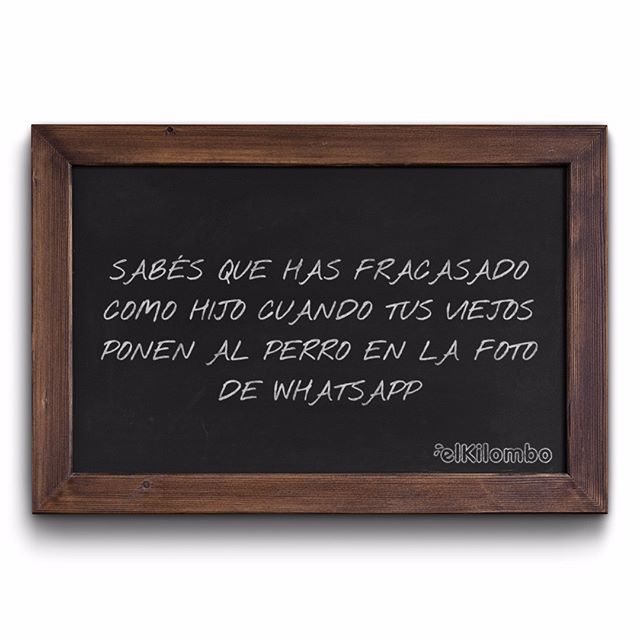 SABÉS QUE HAS FRACASADO
COMO HIJO CUANDO TUS VIEJOS
PONEN AL PERRO EN LA FOTO
DE WHATSAPP
elKilombo